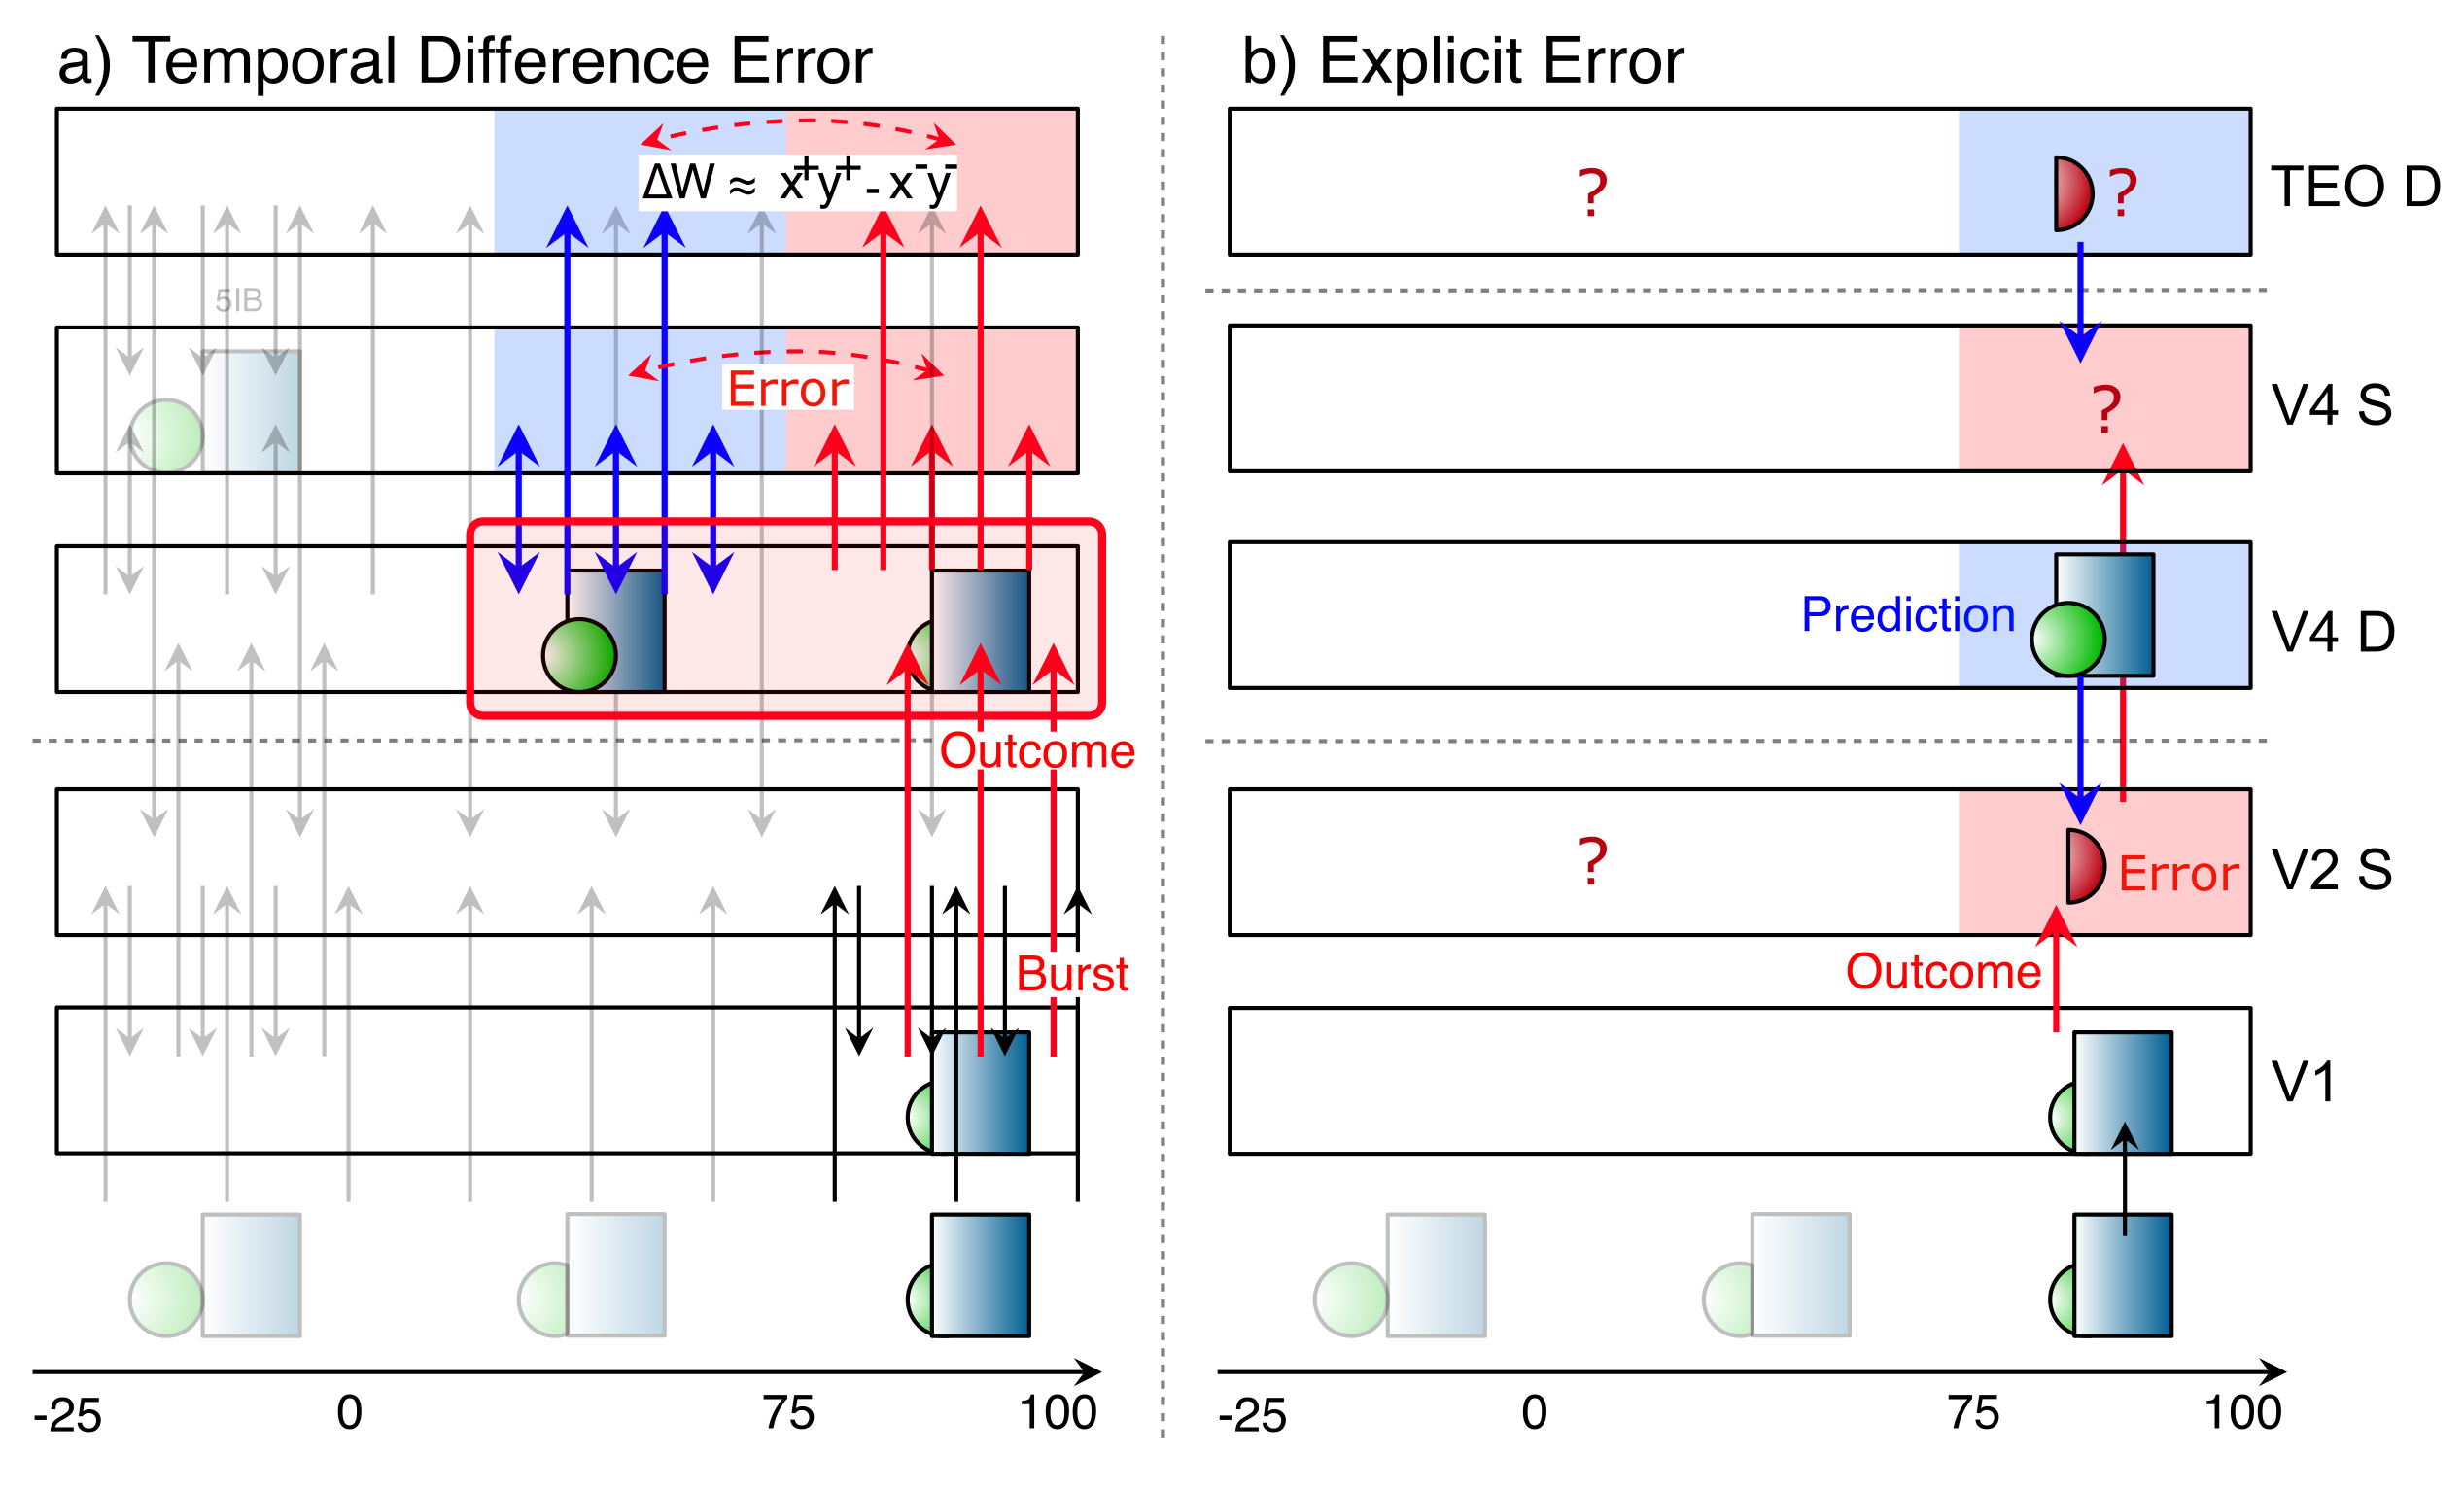 a) Temporal Difference Error
ΔW ≈ x⁺y⁺- x⁻y⁻
5IB
Error
Outcome
Burst
-25 0 75 100
b) Explicit Error
? ? TEO D
? V4 S
Prediction V4 D
? Error V2 S
Outcome
V1
-25 0 75 100